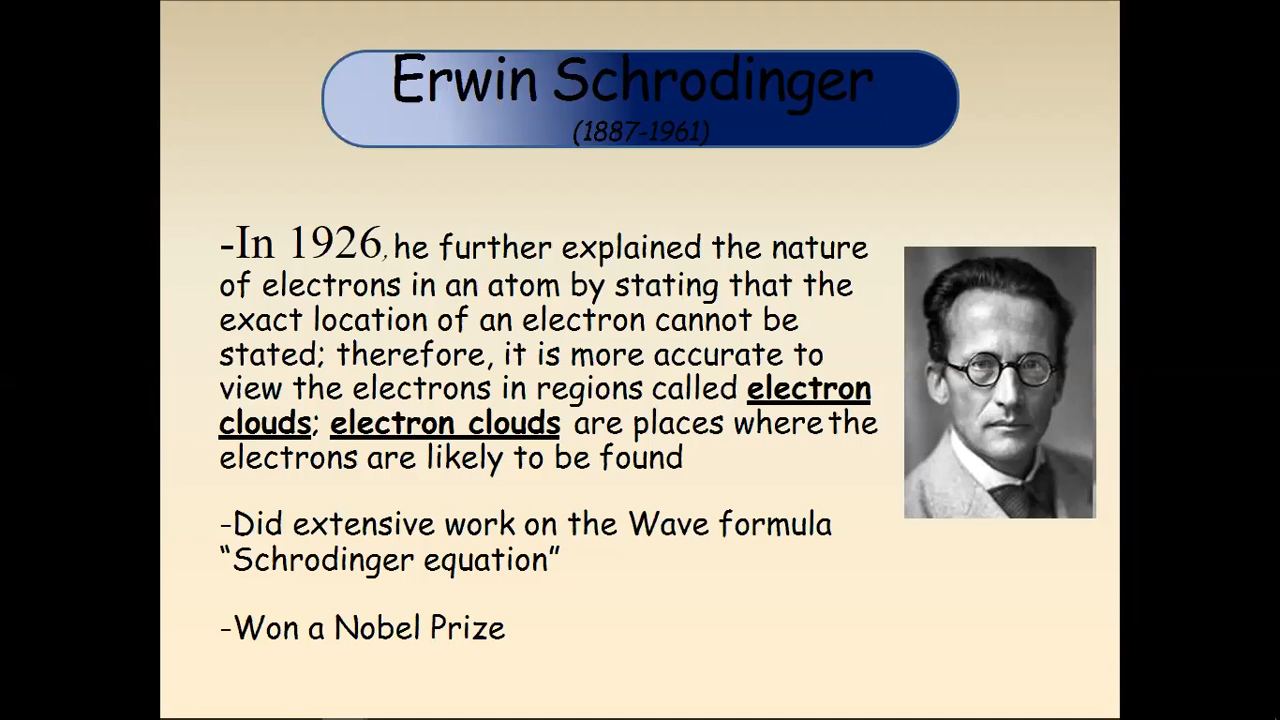 Erwin Schrodinger
(1887-1961)
-In 1926, he further explained the nature
of electrons in an atom by stating that the
exact location of an electron cannot be
stated; therefore, it is more accurate to
view the electrons in regions called electron
clouds; electron clouds are places where the
electrons are likely to be found
-Did extensive work on the Wave formula
“Schrodinger equation”
-Won a Nobel Prize